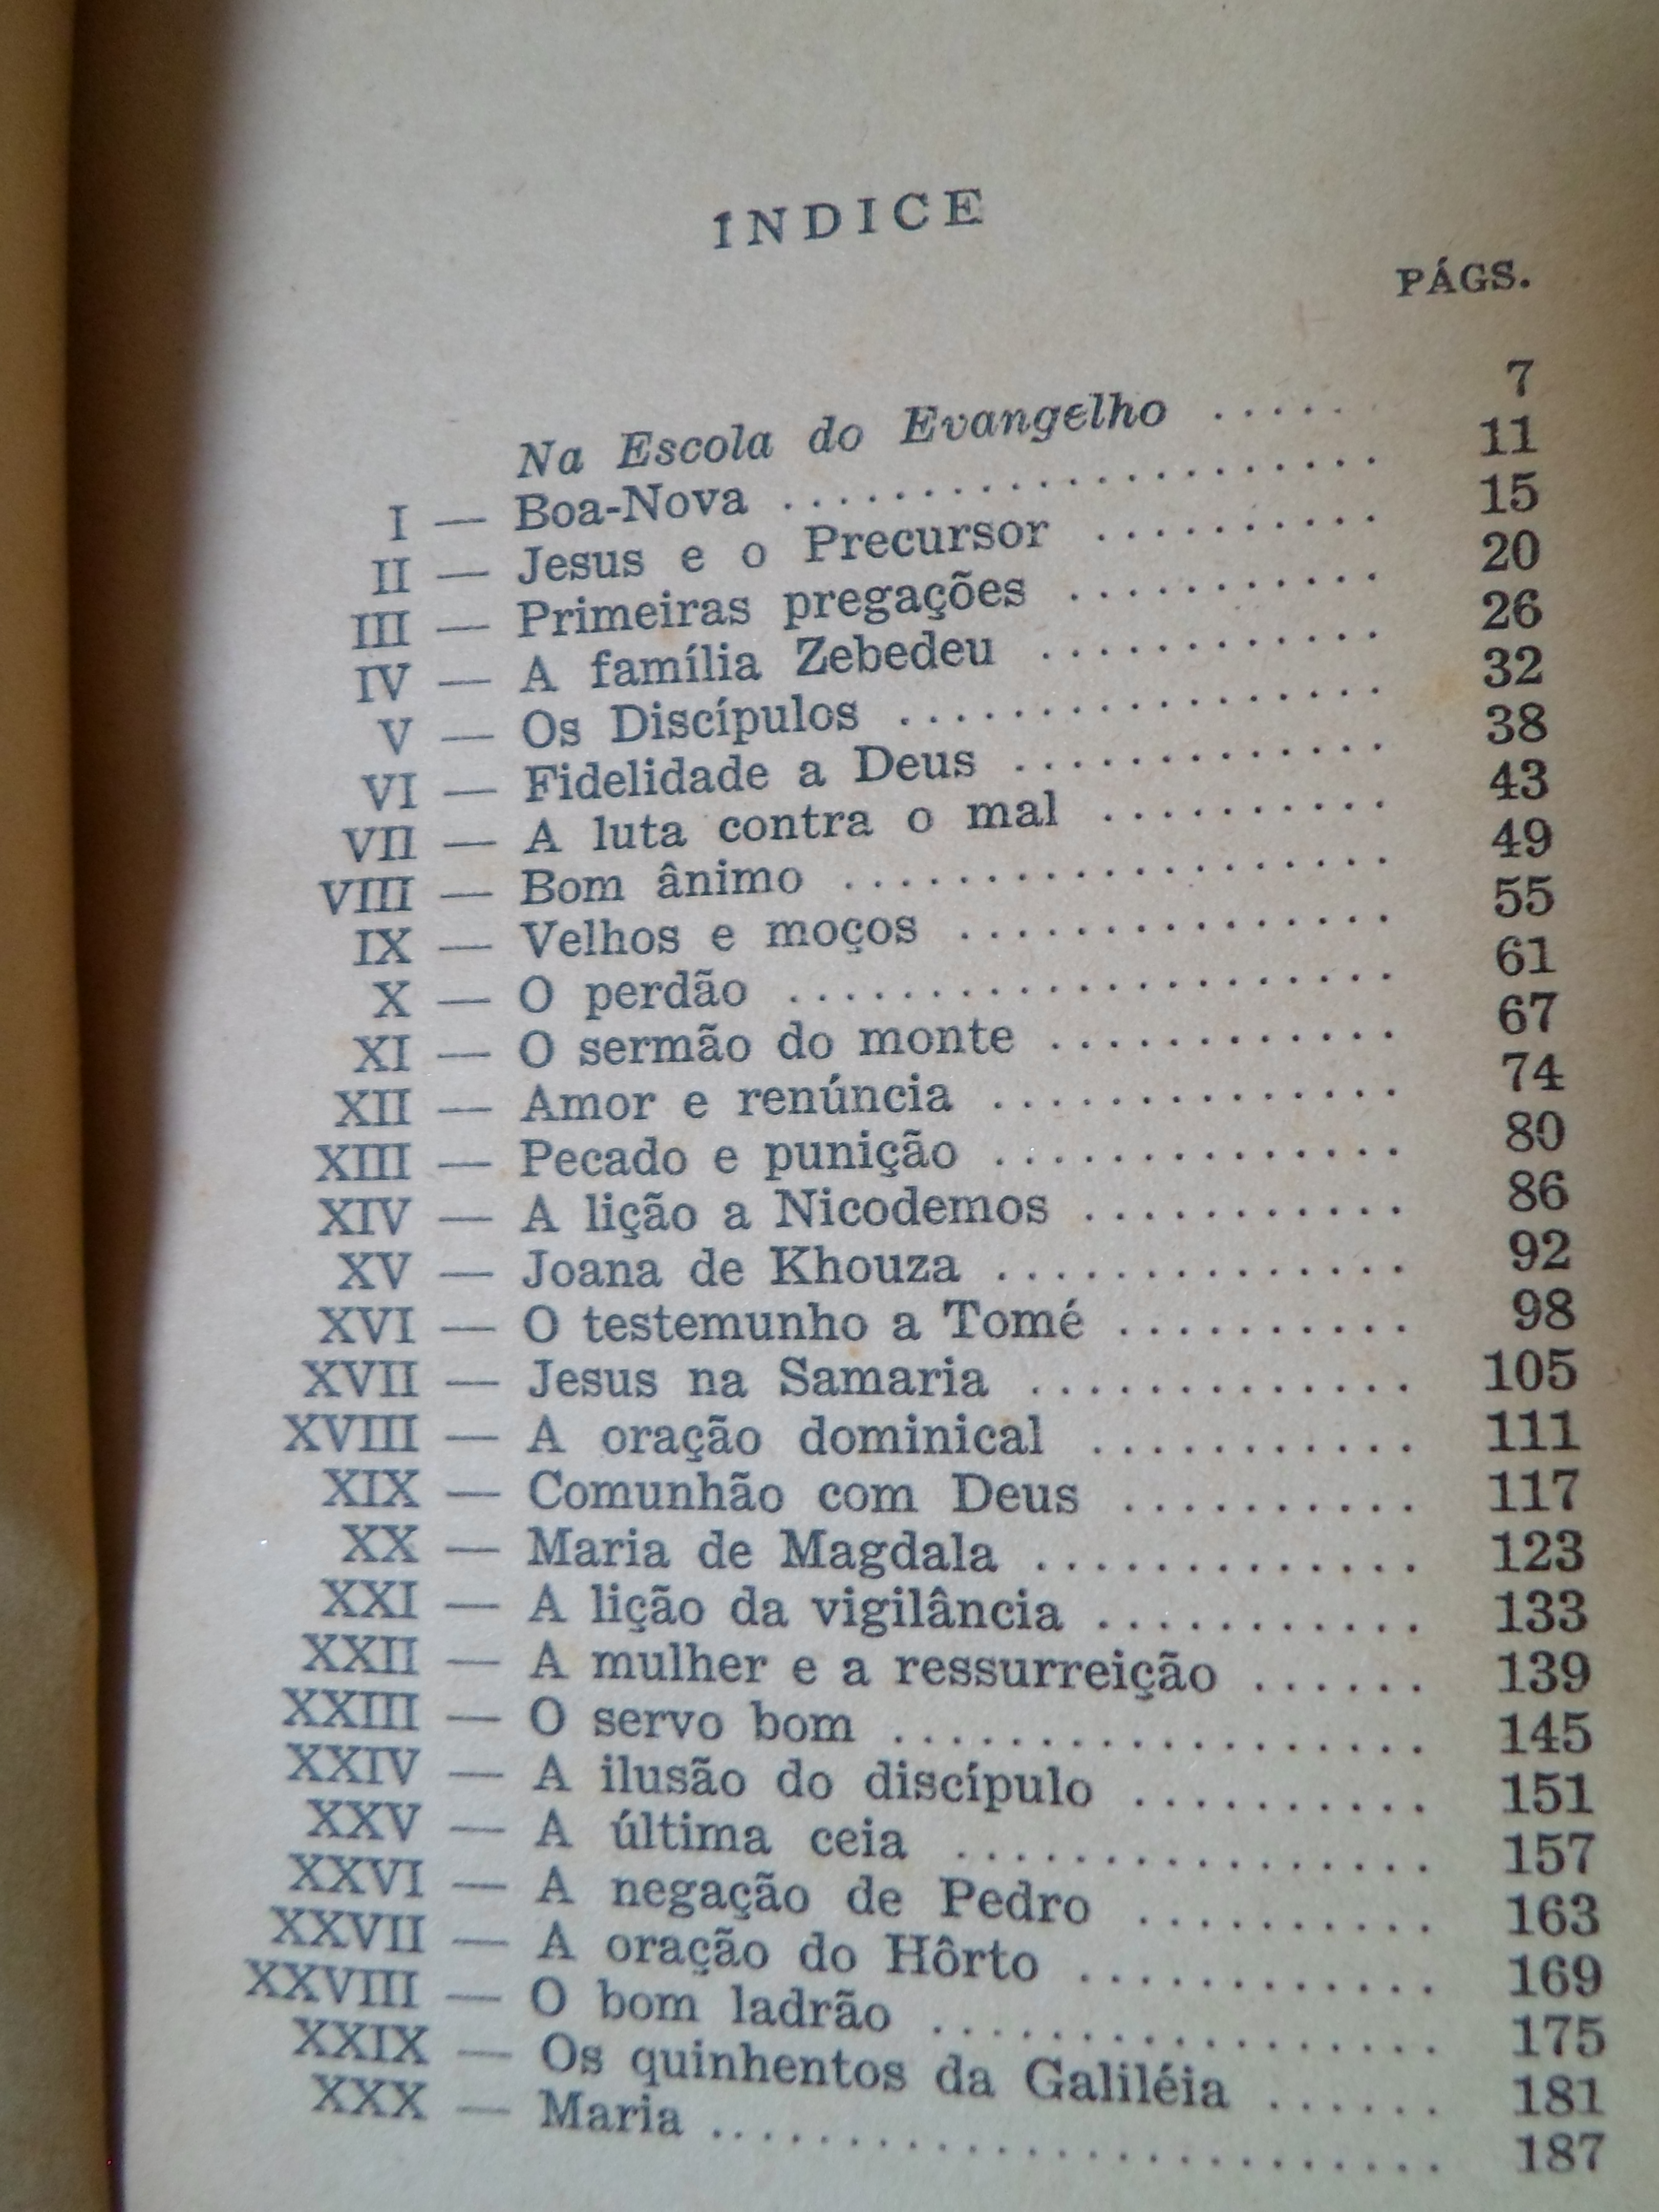 ÍNDICE
PÁGS.
Na Escola do Evangelho ..... 7
I — Boa-Nova ..................... 11
II — Jesus e o Precursor .......... 15
III — Primeiras pregações ........... 20
IV — A família Zebedeu ............ 26
V — Os Discípulos ................. 32
VI — Fidelidade a Deus ............. 38
VII — A luta contra o mal .......... 43
VIII — Bom ânimo ................... 49
IX — Velhos e moços ............... 55
X — O perdão ..................... 61
XI — O sermão do monte ............ 67
XII — Amor e renúncia .............. 74
XIII — Pecado e punição .............. 80
XIV — A lição a Nicodemos ........... 86
XV — Joana de Khouza .............. 92
XVI — O testemunho a Tomé .......... 98
XVII — Jesus na Samaria ............. 105
XVIII — A oração dominical ........... 111
XIX — Comunhão com Deus .......... 117
XX — Maria de Magdala ............. 123
XXI — A lição da vigilância ........... 133
XXII — A mulher e a ressurreição ...... 139
XXIII — O servo bom .................. 145
XXIV — A ilusão do discípulo .......... 151
XXV — A última ceia ................ 157
XXVI — A negação de Pedro .......... 163
XXVII — A oração do Hôrto ............ 169
XXVIII — O bom ladrão ................. 175
XXIX — Os quinhentos da Galiléia ...... 181
XXX — Maria ......................... 187